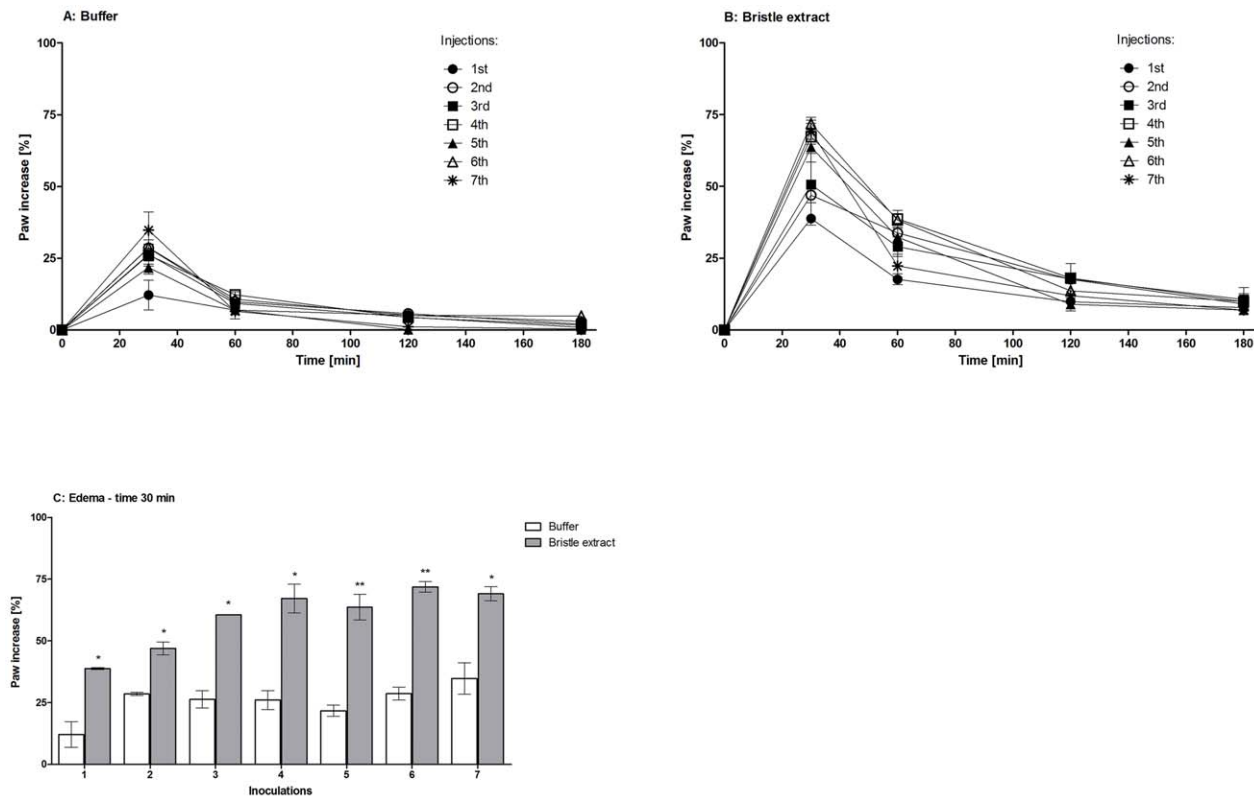 A: Buffer
Paw increase [%]
100
75
50
25
0
0 20 40 60 80 100 120 140 160 180
Time [min]
Injections:
1st
2nd
3rd
4th
5th
6th
7th
B: Bristle extract
Paw increase [%]
100
75
50
25
0
0 20 40 60 80 100 120 140 160 180
Time [min]
Injections:
1st
2nd
3rd
4th
5th
6th
7th
C: Edema - time 30 min
Paw increase [%]
100
75
50
25
0
* * * * ** ** *
1 2 3 4 5 6 7
Inoculations
Buffer
Bristle extract